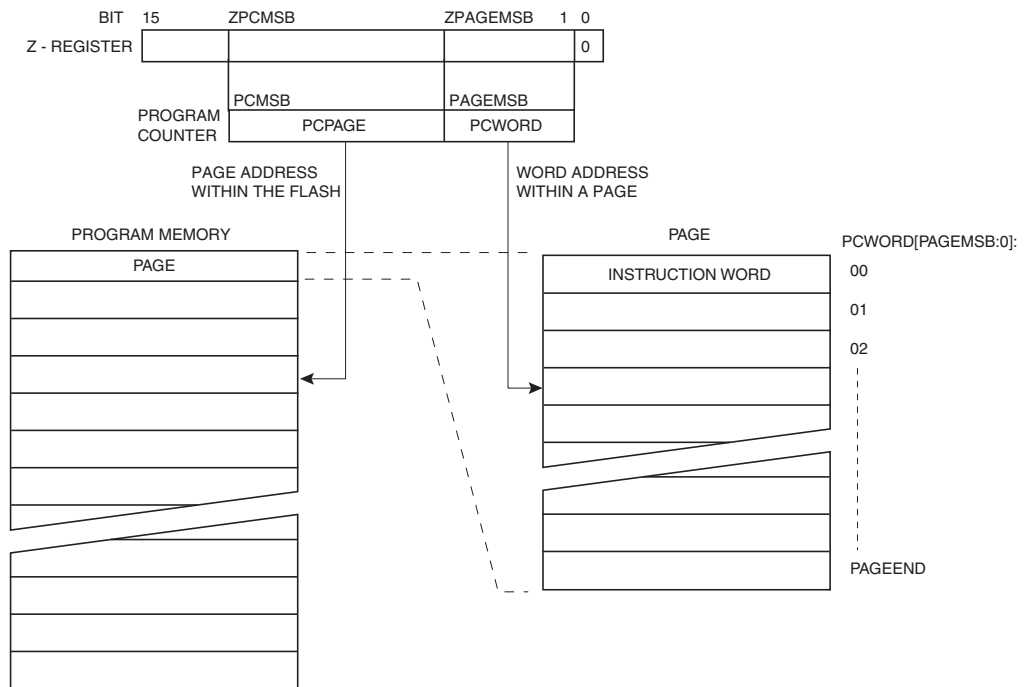 BIT 15 ZPCMSB ZPAGEMSB 1 0
Z - REGISTER 0
PCMSB PAGEMSB
PROGRAM
COUNTER
PCPAGE PCWORD
PAGE ADDRESS
WITHIN THE FLASH
WORD ADDRESS
WITHIN A PAGE
PROGRAM MEMORY
PAGE
PAGE
INSTRUCTION WORD
PCWORD[PAGEMSB:0]:
00
01
02
PAGEEND